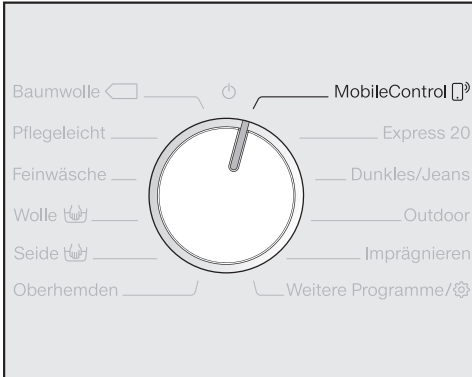 Baumwolle
MobileControl
Pflegeleicht
Express 20
Feinwäsche
Dunkles/Jeans
Wolle
Outdoor
Seide
Imprägnieren
Oberhemden
Weitere Programme/